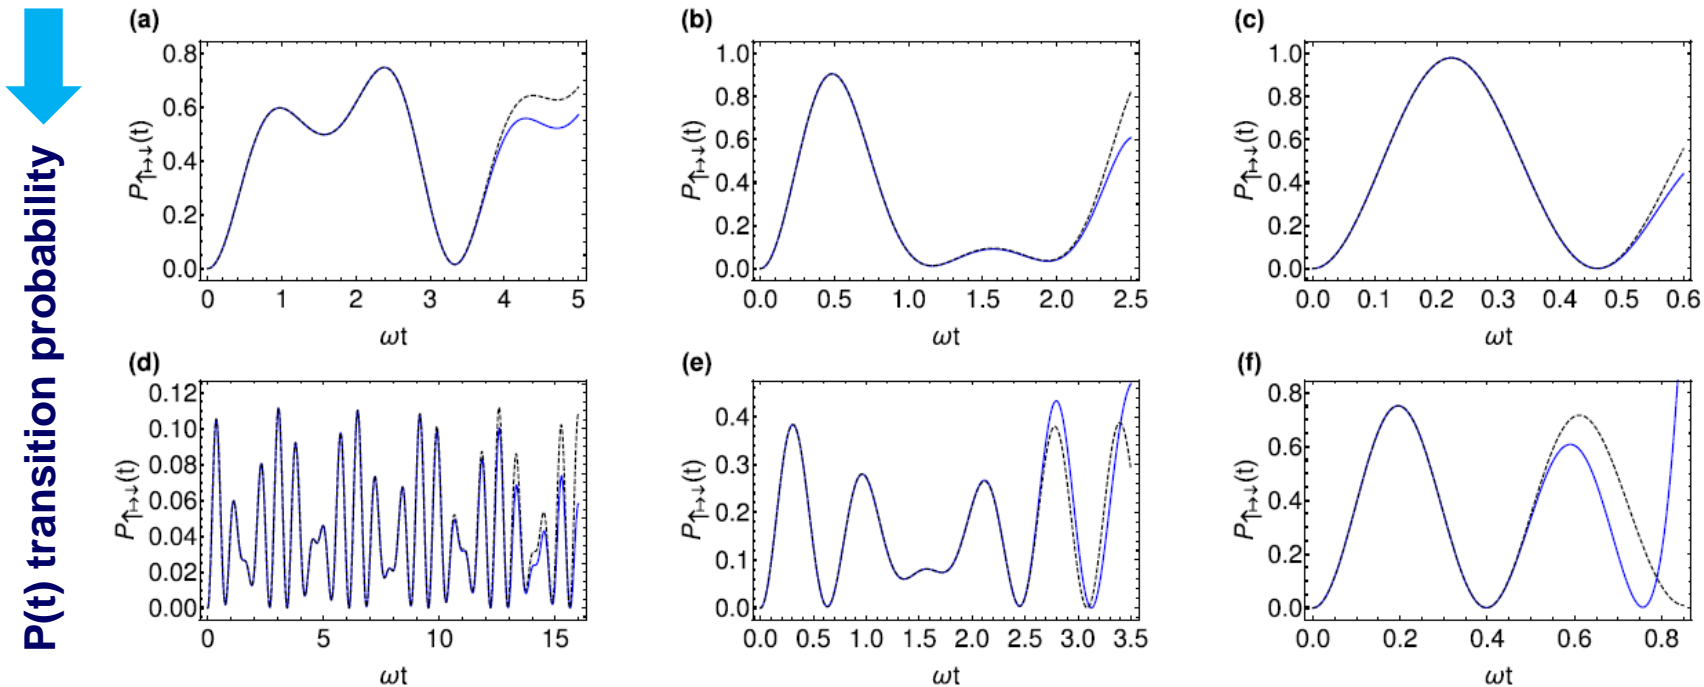 P(t) transition probability
(a)
P⇑↦↓(t)
0.8
0.6
0.4
0.2
0.0
0 1 2 3 4 5
ωt
(b)
P⇑↦↓(t)
1.0
0.8
0.6
0.4
0.2
0.0
0.0 0.5 1.0 1.5 2.0 2.5
ωt
(c)
P⇑↦↓(t)
1.0
0.8
0.6
0.4
0.2
0.0
0.0 0.1 0.2 0.3 0.4 0.5 0.6
ωt
(d)
P⇑↦↓(t)
0.12
0.10
0.08
0.06
0.04
0.02
0.00
0 5 10 15
ωt
(e)
P⇑↦↓(t)
0.4
0.3
0.2
0.1
0.0
0.0 0.5 1.0 1.5 2.0 2.5 3.0 3.5
ωt
(f)
P⇑↦↓(t)
0.8
0.6
0.4
0.2
0.0
0.0 0.2 0.4 0.6 0.8
ωt